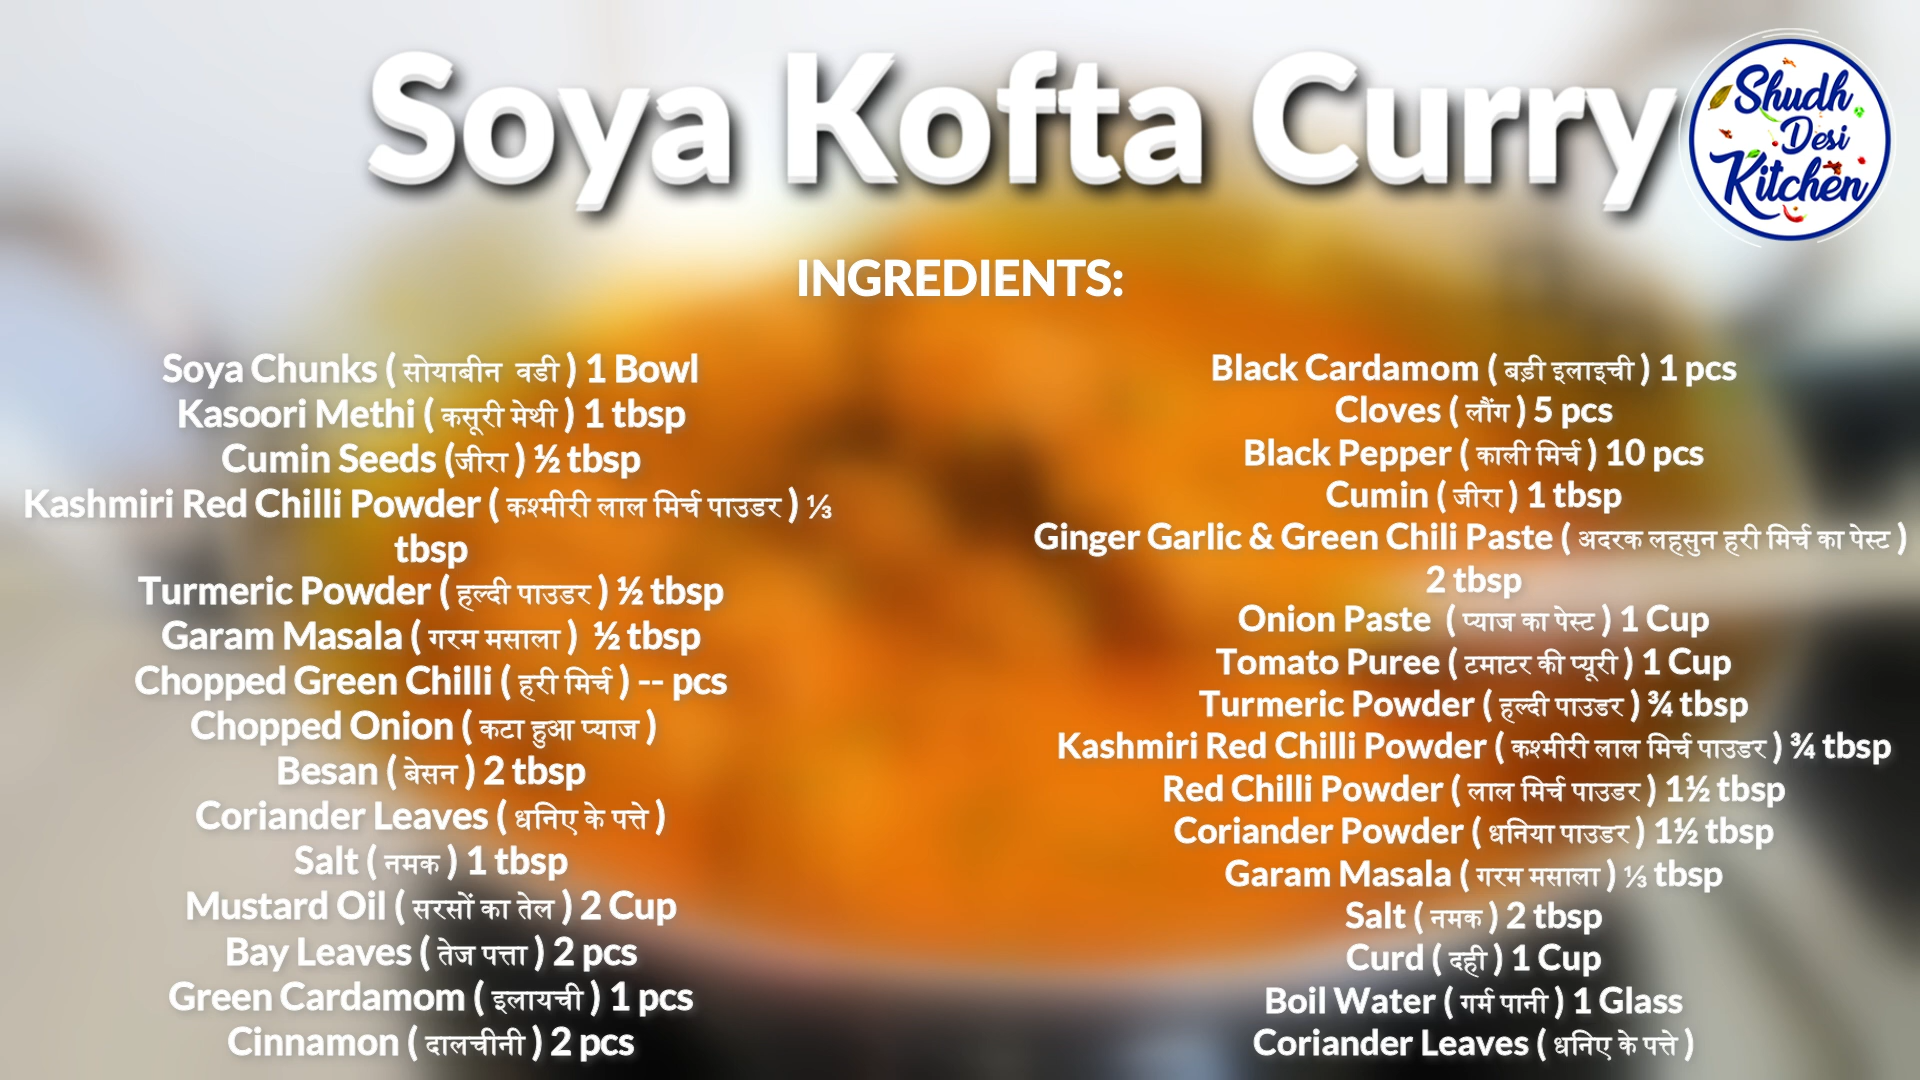 Soya Kofta Curry
Shudh
Desi
Kitchen
INGREDIENTS:
Soya Chunks ( सोयाबीन वडी ) 1 Bowl
Kasoori Methi ( कसूरी मेथी ) 1 tbsp
Cumin Seeds (जीरा ) ½ tbsp
Kashmiri Red Chilli Powder ( कश्मीरी लाल मिर्च पाउडर ) ⅓
tbsp
Turmeric Powder ( हल्दी पाउडर ) ½ tbsp
Garam Masala ( गरम मसाला ) ½ tbsp
Chopped Green Chilli ( हरी मिर्च ) -- pcs
Chopped Onion ( कटा हुआ प्याज )
Besan ( बेसन ) 2 tbsp
Coriander Leaves ( धनिए के पत्ते )
Salt ( नमक ) 1 tbsp
Mustard Oil ( सरसों का तेल ) 2 Cup
Bay Leaves ( तेज पत्ता ) 2 pcs
Green Cardamom ( इलायची ) 1 pcs
Cinnamon ( दालचीनी ) 2 pcs
Black Cardamom ( बड़ी इलाइची ) 1 pcs
Cloves ( लौंग ) 5 pcs
Black Pepper ( काली मिर्च ) 10 pcs
Cumin ( जीरा ) 1 tbsp
Ginger Garlic & Green Chili Paste ( अदरक लहसुन हरी मिर्च का पेस्ट )
2 tbsp
Onion Paste ( प्याज का पेस्ट ) 1 Cup
Tomato Puree ( टमाटर की प्यूरी ) 1 Cup
Turmeric Powder ( हल्दी पाउडर ) ¾ tbsp
Kashmiri Red Chilli Powder ( कश्मीरी लाल मिर्च पाउडर ) ¾ tbsp
Red Chilli Powder ( लाल मिर्च पाउडर ) 1½ tbsp
Coriander Powder ( धनिया पाउडर ) 1½ tbsp
Garam Masala ( गरम मसाला ) ⅓ tbsp
Salt ( नमक ) 2 tbsp
Curd ( दही ) 1 Cup
Boil Water ( गर्म पानी ) 1 Glass
Coriander Leaves ( धनिए के पत्ते )